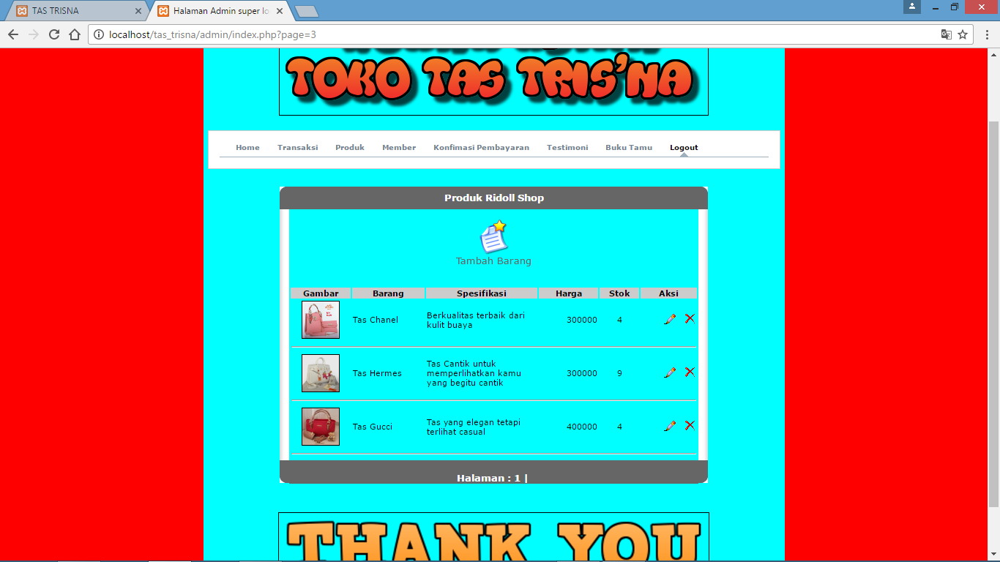 TAS TRISNA
Halaman Admin super lo
localhost/tas_trisna/admin/index.php?page=3
TOKO TAS TRIS'NA
Home Transaksi Produk Member Konfimasi Pembayaran Testimoni Buku Tamu Logout
Produk Ridoll Shop
Tambah Barang
Gambar Barang Spesifikasi Harga Stok Aksi
Tas Chanel Berkualitas terbaik dari 300000 4
kulit buaya
Tas Hermes Tas Cantik untuk 300000 9
memperlihatkan kamu
yang begitu cantik
Tas Gucci Tas yang elegan tetapi 400000 4
terlihat casual
Halaman : 1 |
THANK YOU